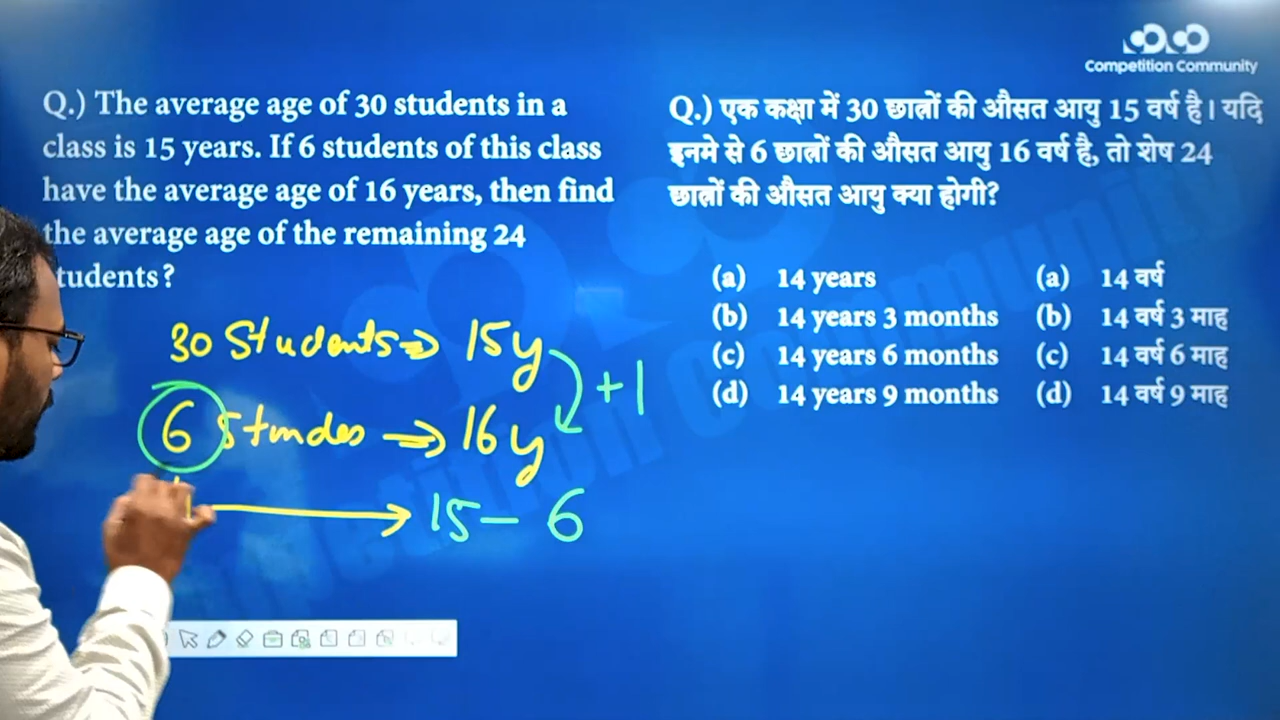 Competition Community
Q.) The average age of 30 students in a
class is 15 years. If 6 students of this class
have the average age of 16 years, then find
the average age of the remaining 24
tudents?
Q.) एक कक्षा में 30 छात्रों की औसत आयु 15 वर्ष है। यदि
इनमे से 6 छात्रों की औसत आयु 16 वर्ष है, तो शेष 24
छात्रों की औसत आयु क्या होगी?
(a) 14 years
(b) 14 years 3 months
(c) 14 years 6 months
(d) 14 years 9 months
(a) 14 वर्ष
(b) 14 वर्ष 3 माह
(c) 14 वर्ष 6 माह
(d) 14 वर्ष 9 माह
30 Students ⇒ 15y
+1
6 Studes ⇒ 16y
→ 15 - 6